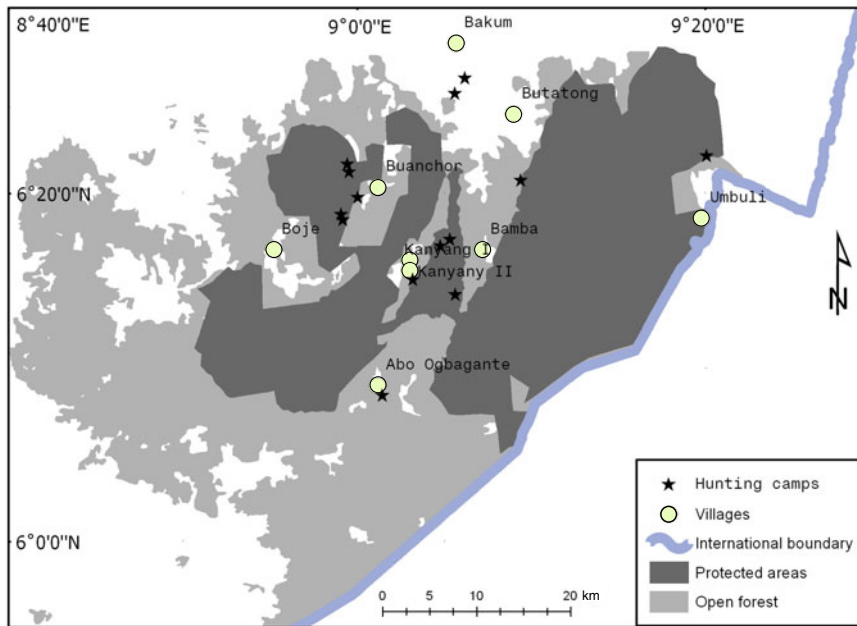 8°40'0"E
9°0'0"E
9°20'0"E
Bakum
Butatong
Buanchor
6°20'0"N
Umbuli
Boje
Bamba
Kanyang I
Kanyany II
N
Abo Ogbagante
6°0'0"N
Hunting camps
Villages
International boundary
Protected areas
Open forest
0 5 10 20 km